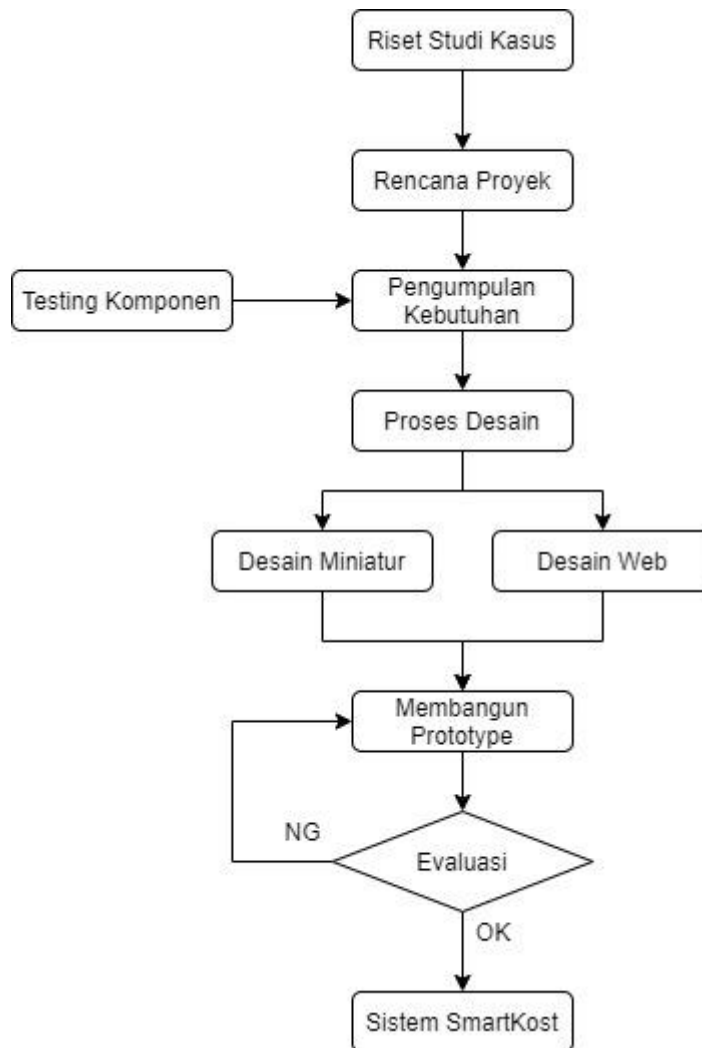 Riset Studi Kasus
Rencana Proyek
Testing Komponen
Pengumpulan
Kebutuhan
Proses Desain
Desain Miniatur
Desain Web
Membangun
Prototype
NG
Evaluasi
OK
Sistem SmartKost